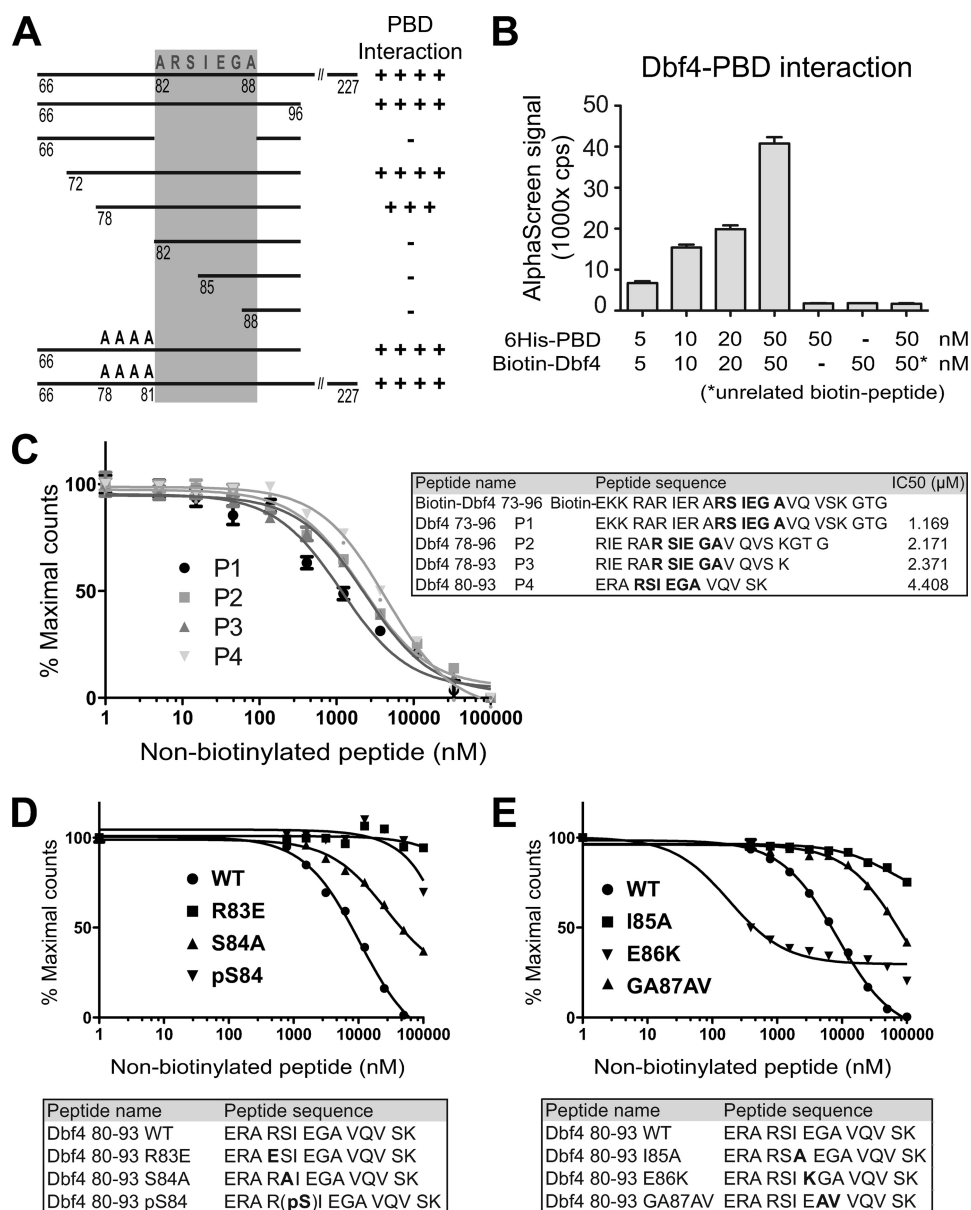 A
PBD
Interaction
A R S I E G A
66 82 88 // 227 + + + +
66 96 + + + +
66 -
72 + + + +
78 + + +
82 -
85 -
88 -
A A A A
66 + + + +
A A A A
66 78 81 // 227 + + + +
B
Dbf4-PBD interaction
AlphaScreen signal
(1000x cps)
50
40
30
20
10
0
6His-PBD 5 10 20 50 50 - 50 nM
Biotin-Dbf4 5 10 20 50 - 50 50* nM
(*unrelated biotin-peptide)
C
% Maximal counts
100
50
0
P1
P2
P3
P4
1 10 100 1000 10000 100000
Non-biotinylated peptide (nM)
Peptide name Peptide sequence IC50 (µM)
Biotin-Dbf4 73-96 Biotin-EKK RAR IER ARS IEG AVQ VSK GTG
Dbf4 73-96 P1 EKK RAR IER ARS IEG AVQ VSK GTG 1.169
Dbf4 78-96 P2 RIE RAR SIE GAV QVS KGT G 2.171
Dbf4 78-93 P3 RIE RAR SIE GAV QVS K 2.371
Dbf4 80-93 P4 ERA RSI EGA VQV SK 4.408
D
% Maximal counts
100
50
0
WT
R83E
S84A
pS84
1 10 100 1000 10000 100000
Non-biotinylated peptide (nM)
Peptide name Peptide sequence
Dbf4 80-93 WT ERA RSI EGA VQV SK
Dbf4 80-93 R83E ERA ESI EGA VQV SK
Dbf4 80-93 S84A ERA RAI EGA VQV SK
Dbf4 80-93 pS84 ERA R(pS)I EGA VQV SK
E
% Maximal counts
100
50
0
WT
I85A
E86K
GA87AV
1 10 100 1000 10000 100000
Non-biotinylated peptide (nM)
Peptide name Peptide sequence
Dbf4 80-93 WT ERA RSI EGA VQV SK
Dbf4 80-93 I85A ERA RSA EGA VQV SK
Dbf4 80-93 E86K ERA RSI KGA VQV SK
Dbf4 80-93 GA87AV ERA RSI EAV VQV SK